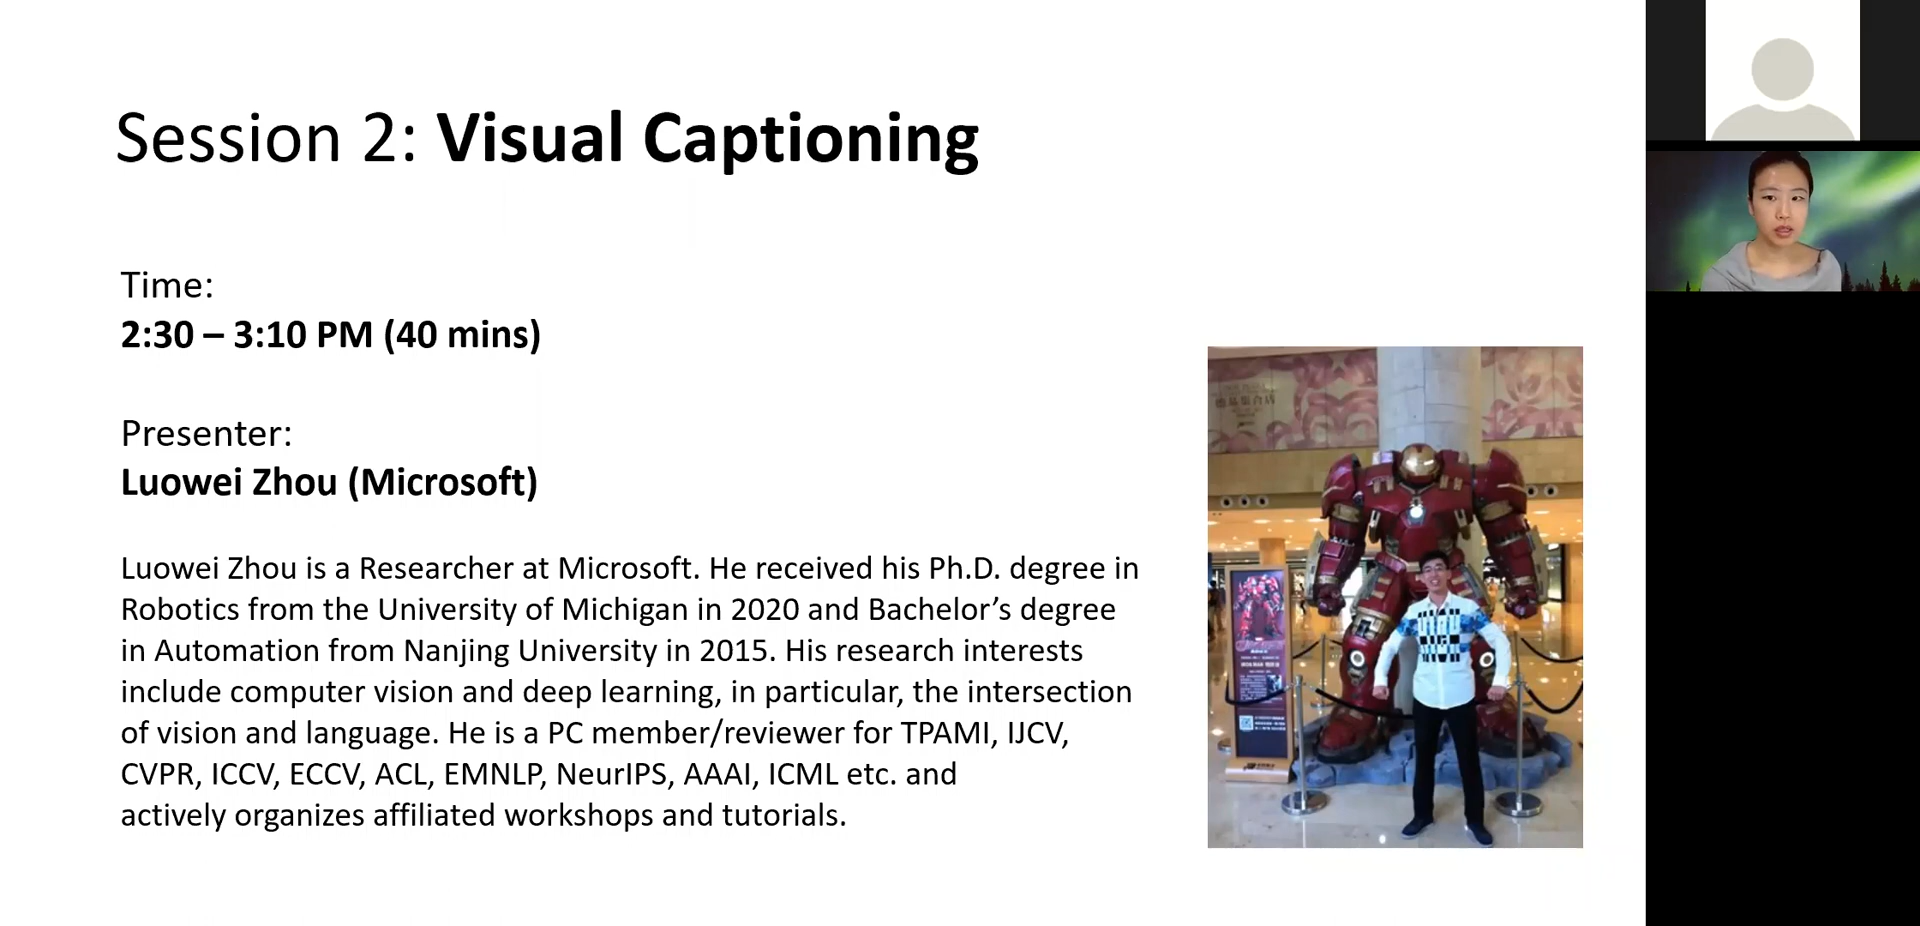 Session 2: Visual Captioning
Time:
2:30 – 3:10 PM (40 mins)
Presenter:
Luowei Zhou (Microsoft)
Luowei Zhou is a Researcher at Microsoft. He received his Ph.D. degree in
Robotics from the University of Michigan in 2020 and Bachelor’s degree
in Automation from Nanjing University in 2015. His research interests
include computer vision and deep learning, in particular, the intersection
of vision and language. He is a PC member/reviewer for TPAMI, IJCV,
CVPR, ICCV, ECCV, ACL, EMNLP, NeurIPS, AAAI, ICML etc. and
actively organizes affiliated workshops and tutorials.